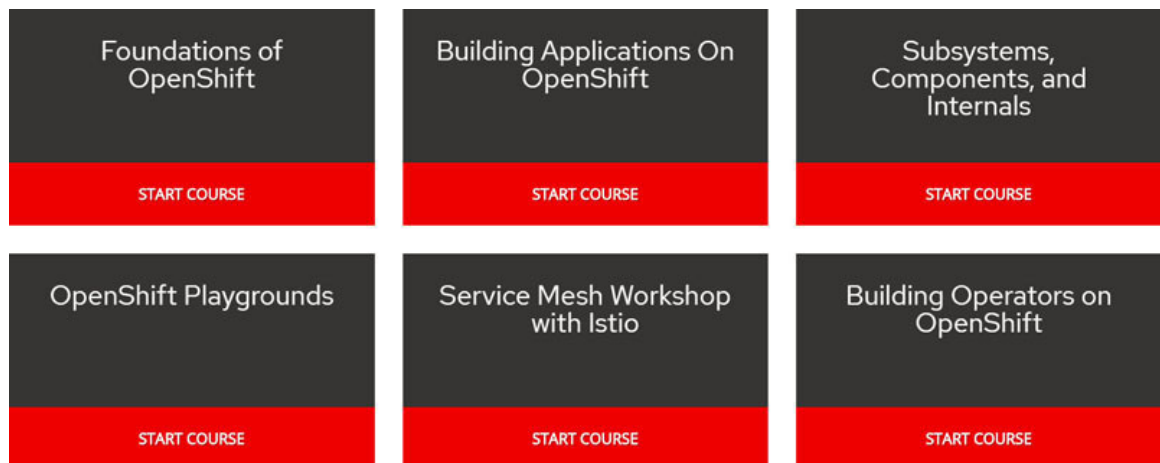 Foundations of
OpenShift
START COURSE
Building Applications On
OpenShift
START COURSE
Subsystems,
Components, and
Internals
START COURSE
OpenShift Playgrounds
START COURSE
Service Mesh Workshop
with Istio
START COURSE
Building Operators on
OpenShift
START COURSE